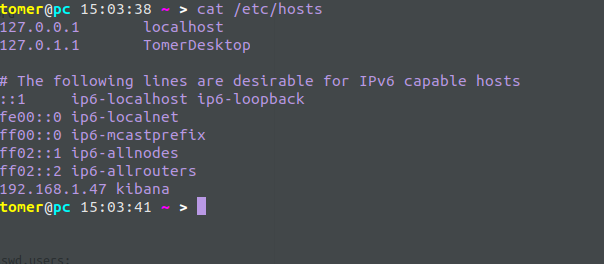 tomer@pc 15:03:38 ~ > cat /etc/hosts
127.0.0.1       localhost
127.0.1.1       TomerDesktop

# The following lines are desirable for IPv6 capable hosts
::1     ip6-localhost ip6-loopback
fe00::0 ip6-localnet
ff00::0 ip6-mcastprefix
ff02::1 ip6-allnodes
ff02::2 ip6-allrouters
192.168.1.47 kibana
tomer@pc 15:03:41 ~ >
swd.users: